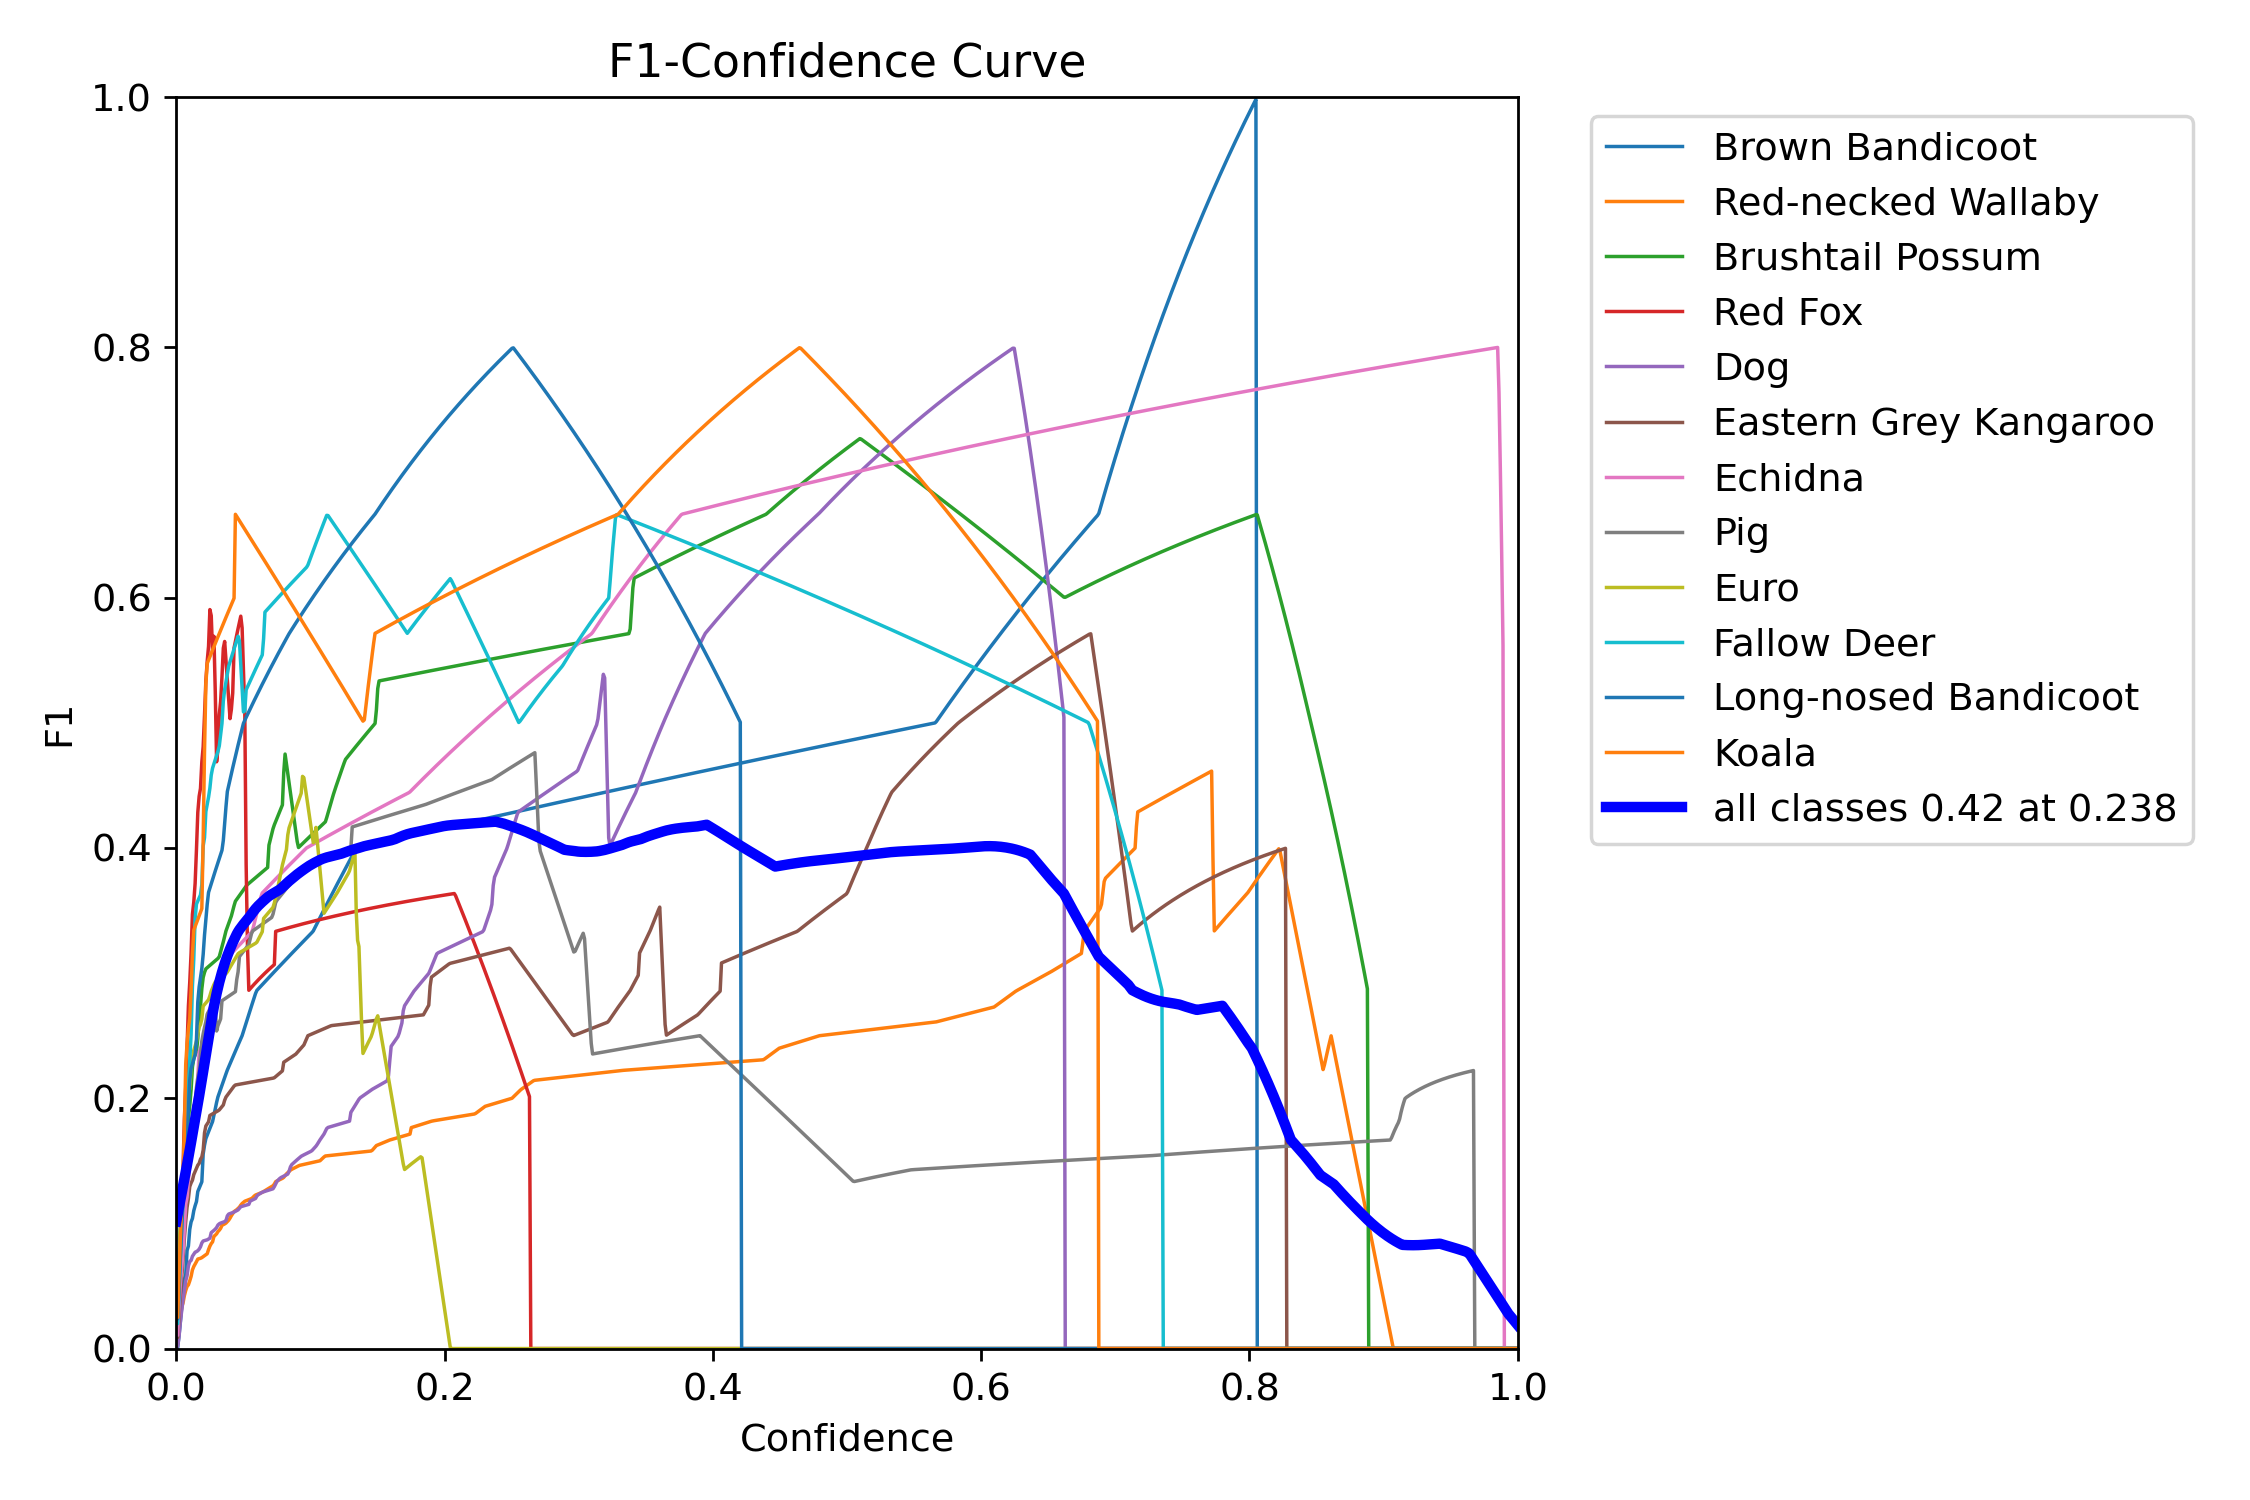 F1-Confidence Curve
1.0
0.8
0.6
0.4
0.2
0.0
F1
0.0 0.2 0.4 0.6 0.8 1.0
Confidence
Brown Bandicoot
Red-necked Wallaby
Brushtail Possum
Red Fox
Dog
Eastern Grey Kangaroo
Echidna
Pig
Euro
Fallow Deer
Long-nosed Bandicoot
Koala
all classes 0.42 at 0.238